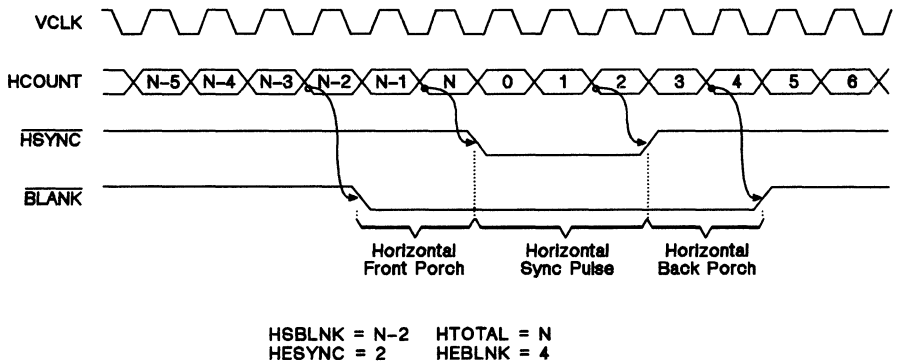 VCLK
HCOUNT N-5 N-4 N-3 N-2 N-1 N 0 1 2 3 4 5 6
HSYNC
BLANK
Horizontal Front Porch
Horizontal Sync Pulse
Horizontal Back Porch
HSBLNK = N-2 HTOTAL = N
HESYNC = 2 HEBLNK = 4